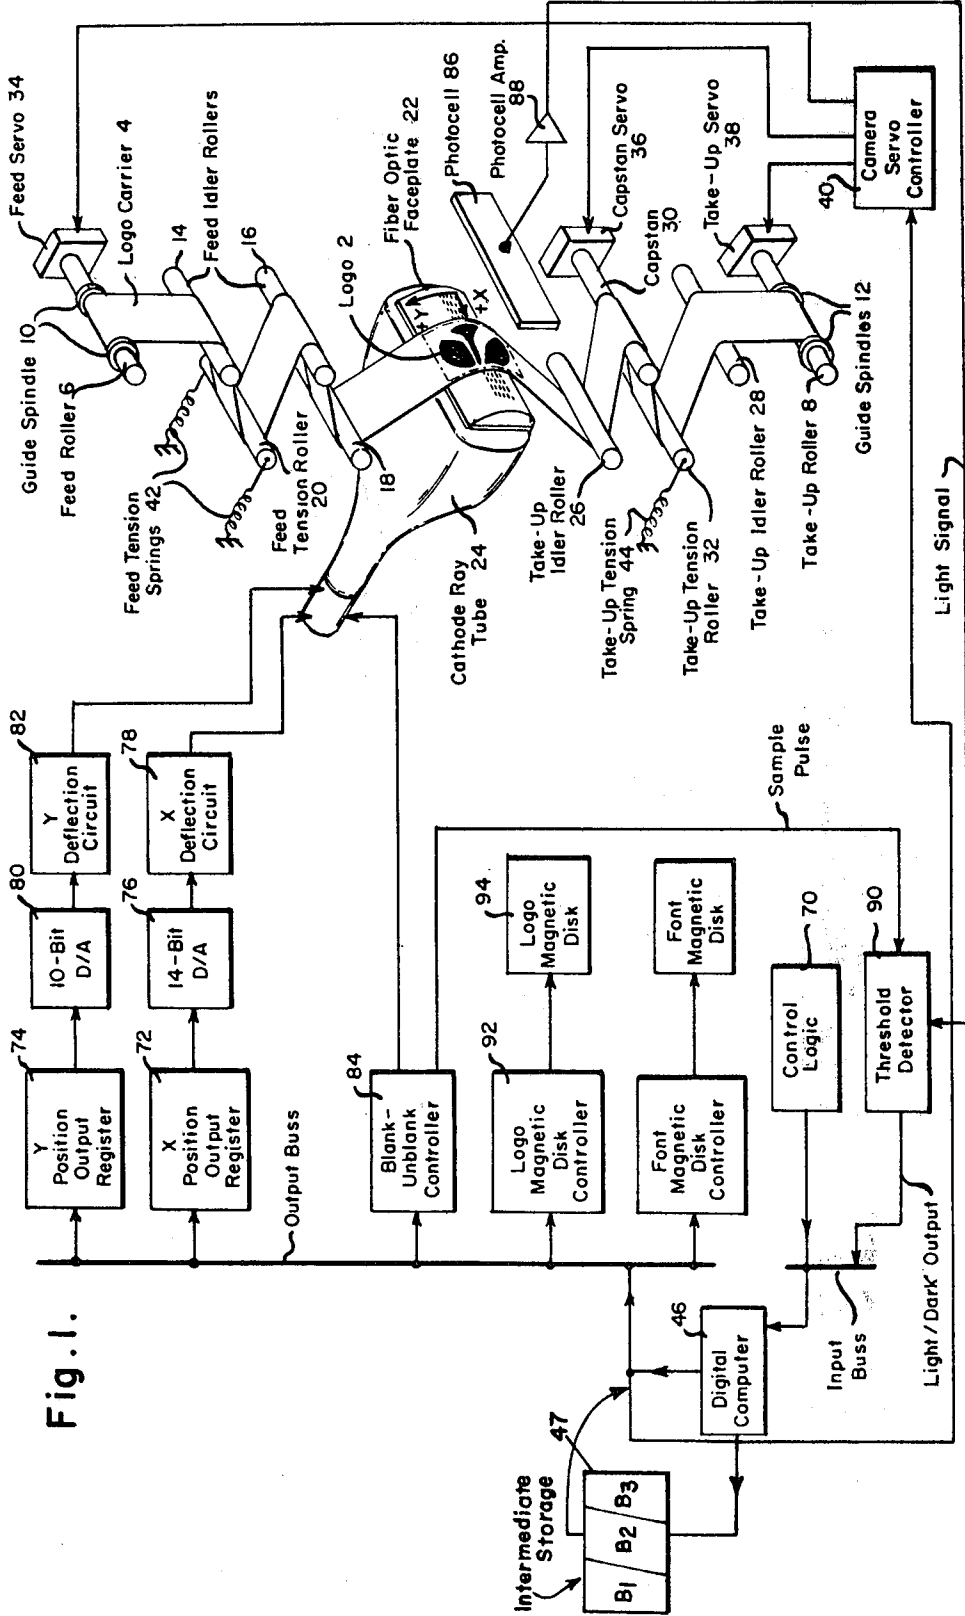 Fig. 1.
Intermediate
Storage
47
B1
B2
B3
46
Digital
Computer
Input
Buss
Light/Dark Output
Output Buss
74
Y
Position
Output
Register
80
10-Bit
D/A
82
Y
Deflection
Circuit
72
X
Position
Output
Register
76
14-Bit
D/A
78
X
Deflection
Circuit
84
Blank-
Unblank
Controller
92
Logo
Magnetic
Disk
Controller
94
Logo
Magnetic
Disk
Font
Magnetic
Disk
Controller
Font
Magnetic
Disk
70
Control
Logic
90
Threshold
Detector
Sample
Pulse
Light Signal
Guide Spindle 10
Feed Roller 6
Feed Tension
Springs 42
Feed
Tension Roller
20
18
Cathode Ray
Tube 24
Take-Up
Idler Roller
26
Take-Up Tension
Spring 44
Take-Up Tension
Roller 32
Take-Up Idler Roller 28
Take-Up Roller 8
Guide Spindles 12
Feed Servo 34
Logo Carrier 4
14
Feed Idler Rollers
16
Logo 2
Fiber Optic
Faceplate 22
+Y
+X
Photocell 86
Photocell Amp.
88
Capstan Servo
36
Capstan
30
Take-Up Servo
38
40
Camera
Servo
Controller